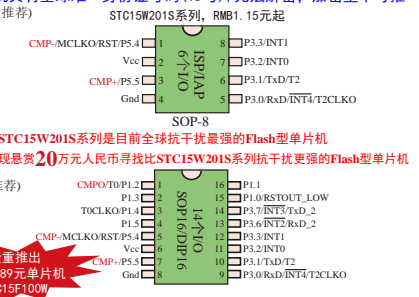 推荐)
STC15W201S系列，RMB1.15元起
CMP-/MCLKO/RST/P5.4 1 8 P3.3/INT1
Vcc 2 7 P3.2/INT0
CMP+/P5.5 3 6 P3.1/TxD/T2
Gnd 4 5 P3.0/RxD/INT4/T2CLKO
ISP/IAP
6个I/O
SOP-8
STC15W201S系列是目前全球抗干扰最强的Flash型单片机
现悬赏20万元人民币寻找比STC15W201S系列抗干扰更强的Flash型单片机
推荐)
CMPO/T0/P1.2 1 16 P1.1
P1.3 2 15 P1.0/RSTOUT_LOW
T0CLKO/P1.4 3 14 P3.7/INT3/TxD_2
P1.5 4 13 P3.6/INT2/RxD_2
CMP-/MCLKO/RST/P5.4 5 12 P3.3/INT1
Vcc 6 11 P3.2/INT0
CMP+/P5.5 7 10 P3.1/TxD/T2
Gnd 8 9 P3.0/RxD/INT4/T2CLKO
14个I/O
SOP16/DIP16
重推出
89元单片机
C15F100W